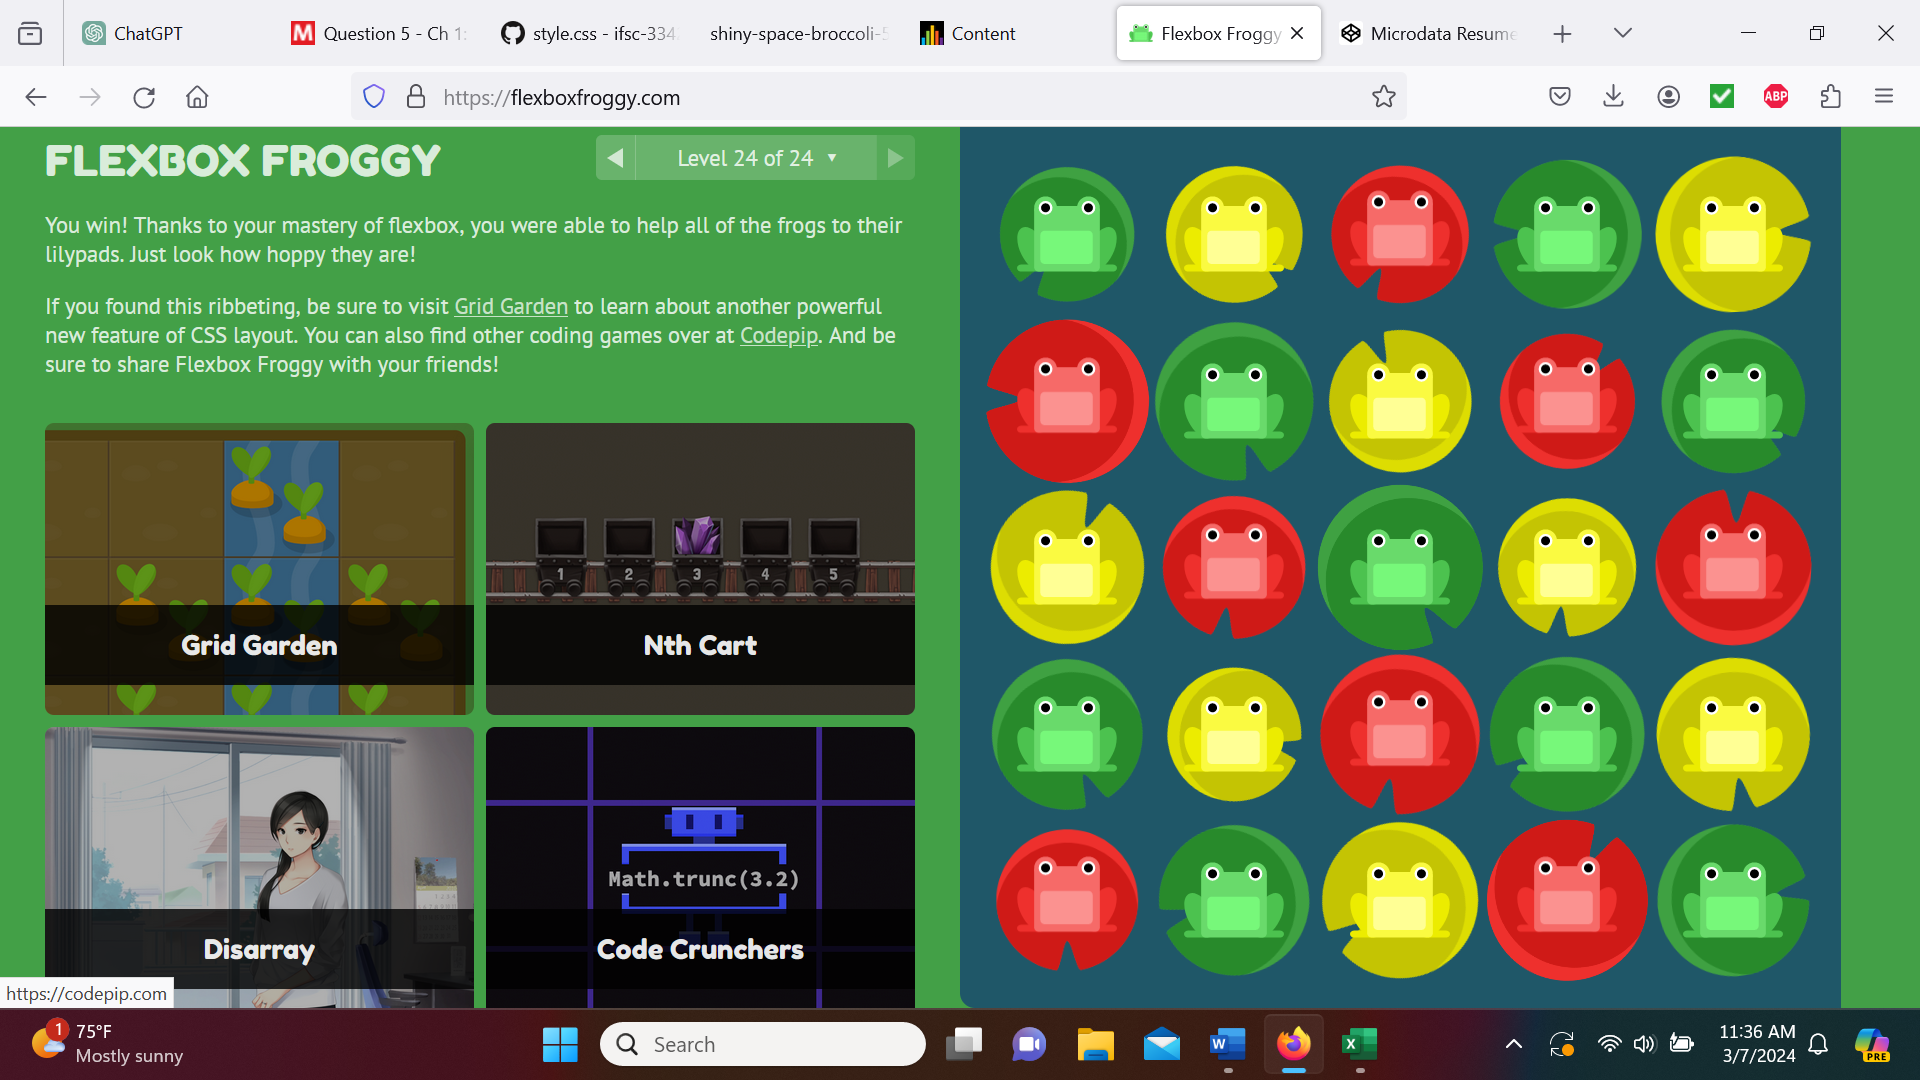 ChatGPT
Question 5 - Ch 1:
style.css - ifsc-334
shiny-space-broccoli-5
Content
Flexbox Froggy
Microdata Resume
https://flexboxfroggy.com
ABP
FLEXBOX FROGGY
Level 24 of 24
You win! Thanks to your mastery of flexbox, you were able to help all of the frogs to their
lilypads. Just look how hoppy they are!
If you found this ribbeting, be sure to visit Grid Garden to learn about another powerful
new feature of CSS layout. You can also find other coding games over at Codepip. And be
sure to share Flexbox Froggy with your friends!
1 2 3 4 5
Grid Garden
Nth Cart
Math.trunc(3.2)
Disarray
Code Crunchers
https://codepip.com
1
75°F
Mostly sunny
Search
11:36 AM
3/7/2024
PRE